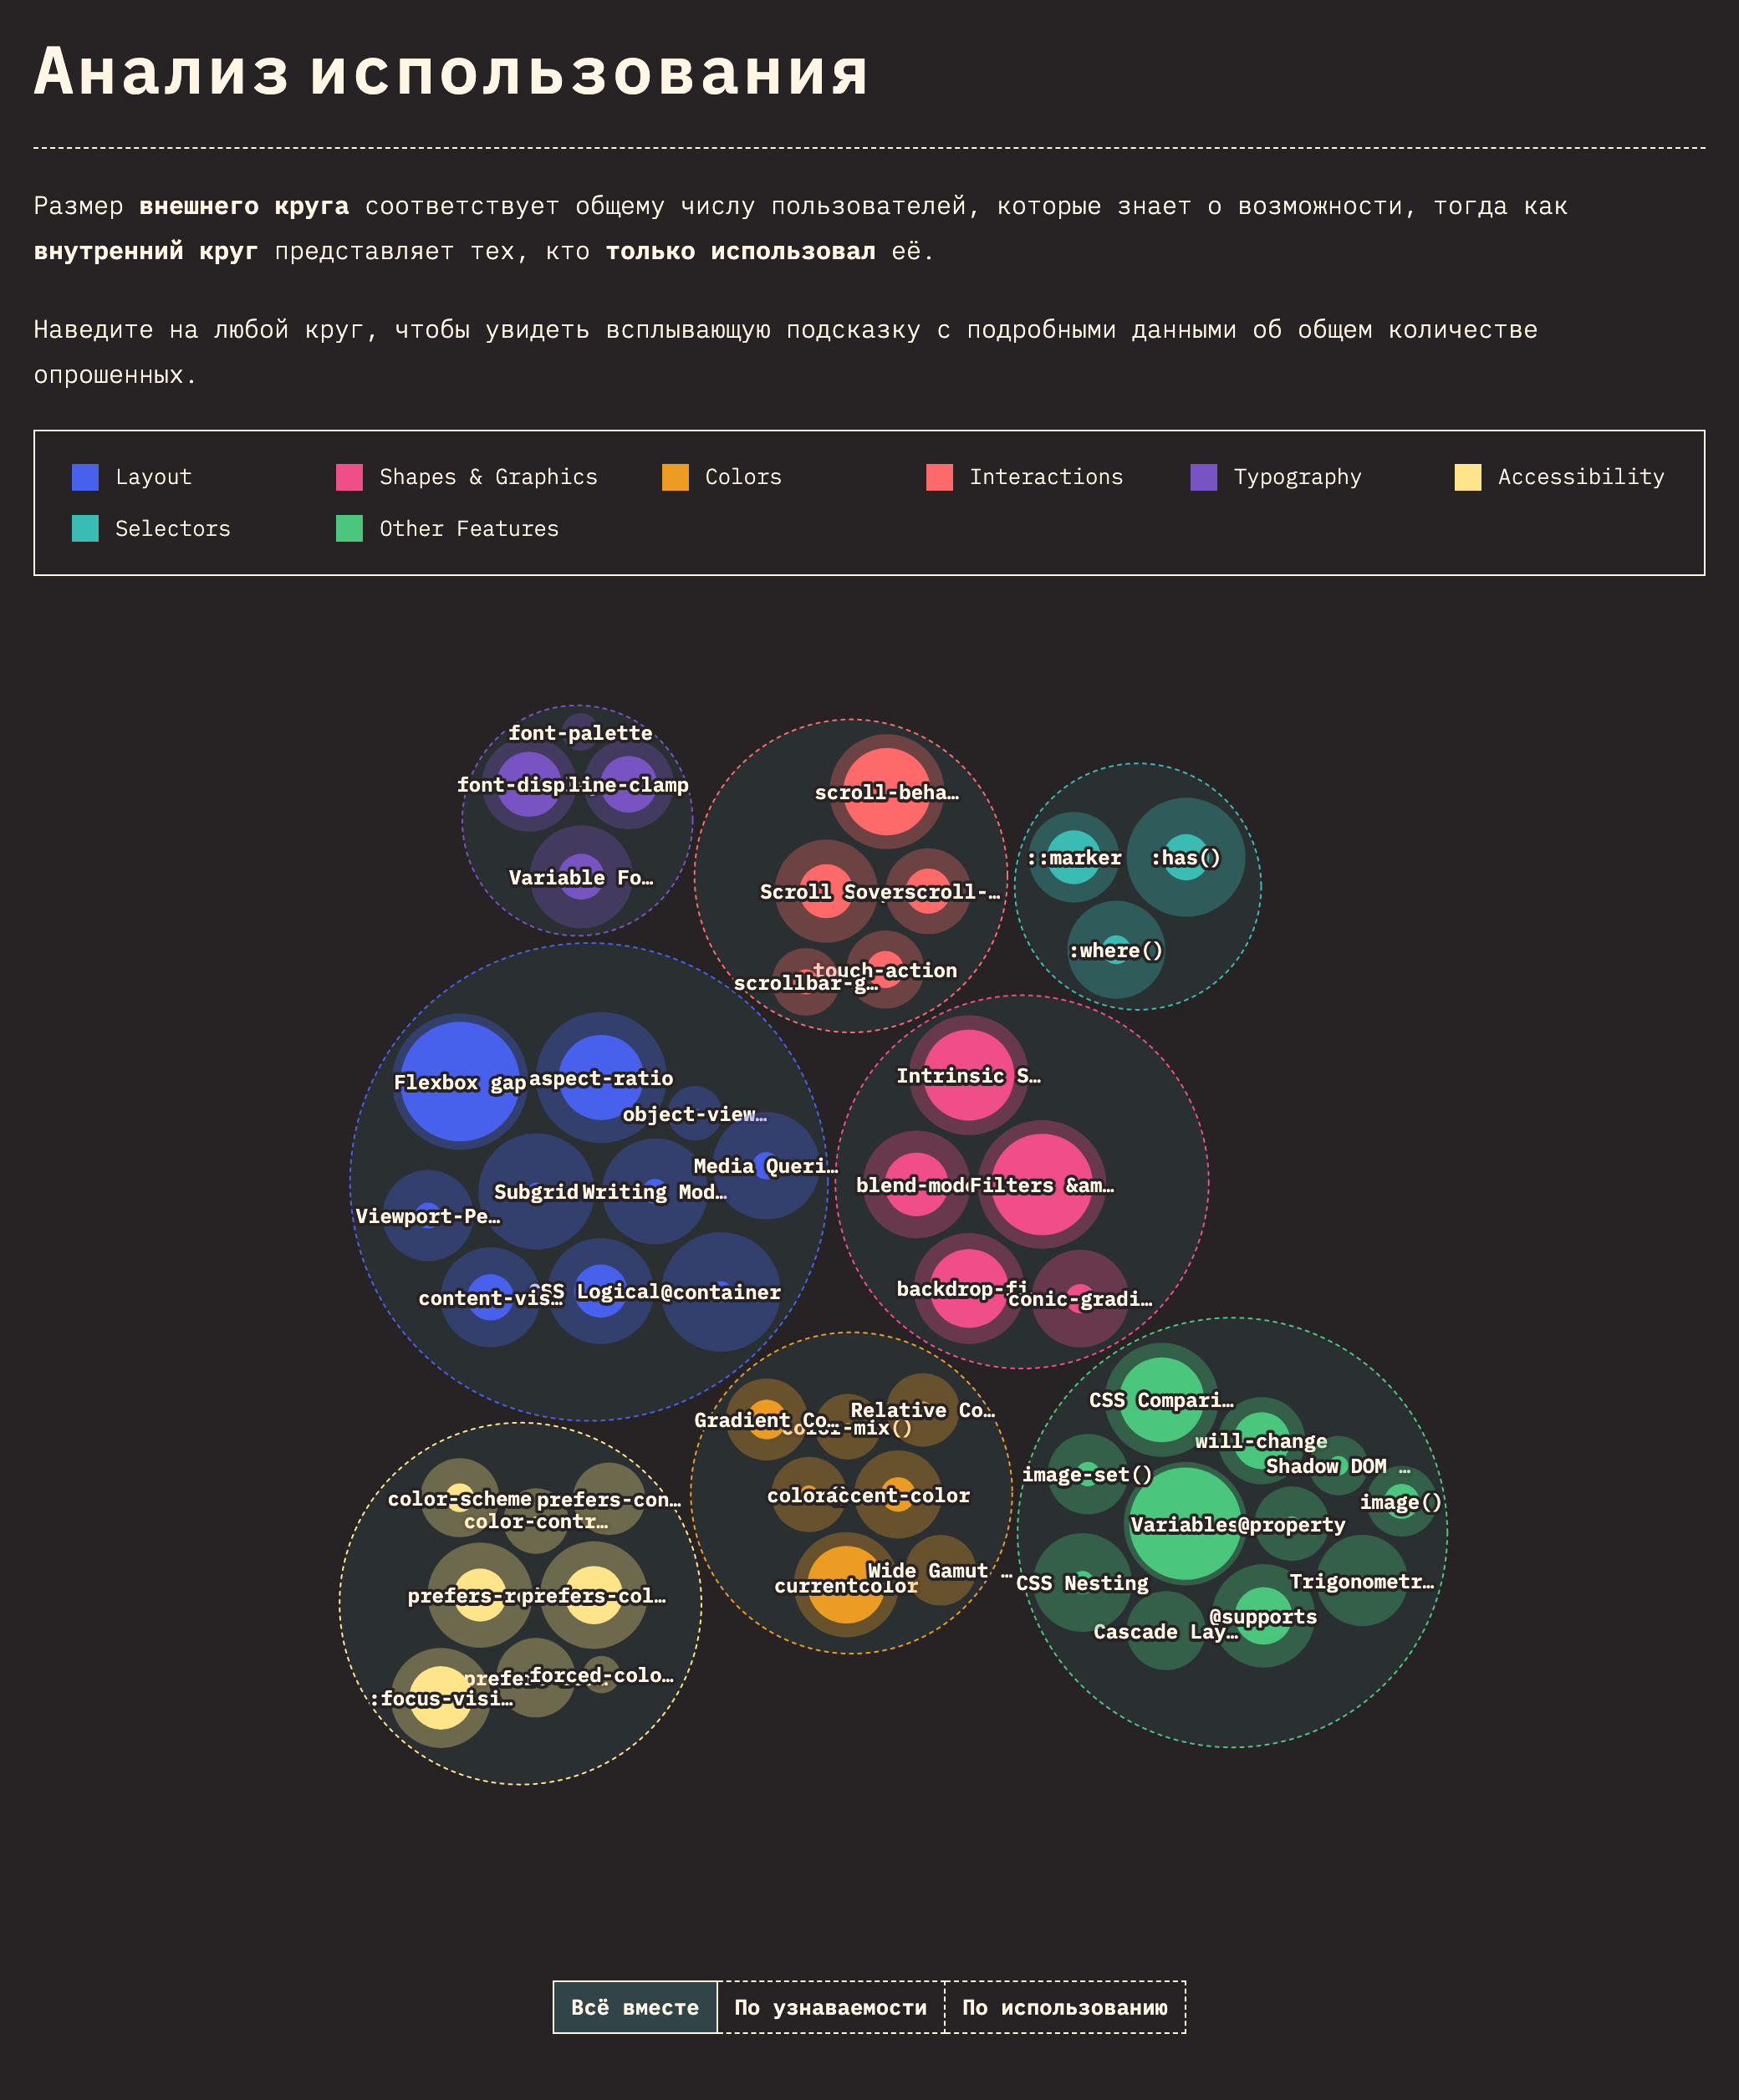 Анализ использования
Размер внешнего круга соответствует общему числу пользователей, которые знает о возможности, тогда как
внутренний круг представляет тех, кто только использовал её.
Наведите на любой круг, чтобы увидеть всплывающую подсказку с подробными данными об общем количестве
опрошенных.
Layout
Shapes & Graphics
Colors
Interactions
Typography
Accessibility
Selectors
Other Features
font-palette
font-disp
line-clamp
Variable Fo…
scroll-beha…
Scroll S
overscroll-…
touch-action
scrollbar-g…
::marker
:has()
:where()
Flexbox gap
aspect-ratio
object-view…
Media Queri…
Subgrid
Writing Mod…
Viewport-Pe…
content-vis…
CSS Logical
@container
Intrinsic S…
blend-mod
Filters &am…
backdrop-fi
conic-gradi…
Gradient Co…
color-mix()
Relative Co…
color
accent-color
currentcolor
Wide Gamut …
CSS Compari…
will-change
Shadow DOM …
image-set()
image()
Variables
@property
CSS Nesting
Trigonometr…
@supports
Cascade Lay…
color-scheme
prefers-con…
color-contr…
prefers-r
prefers-col…
prefe
forced-colo…
:focus-visi…
Всё вместе
По узнаваемости
По использованию